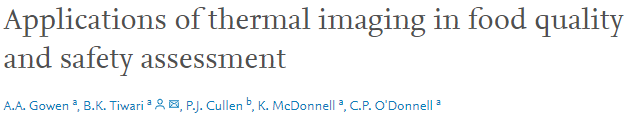 Applications of thermal imaging in food quality
and safety assessment
A.A. Gowen a, B.K. Tiwari a, P.J. Cullen b, K. McDonnell a, C.P. O'Donnell a